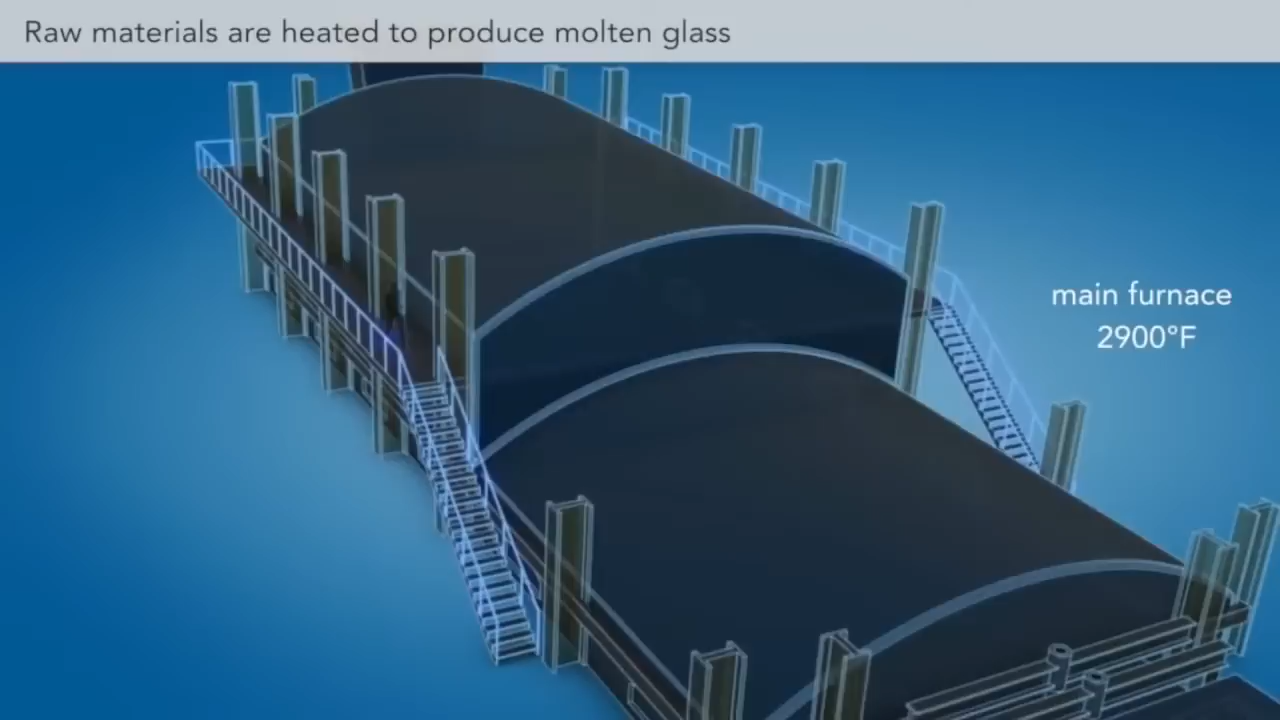 Raw materials are heated to produce molten glass
main furnace
2900°F